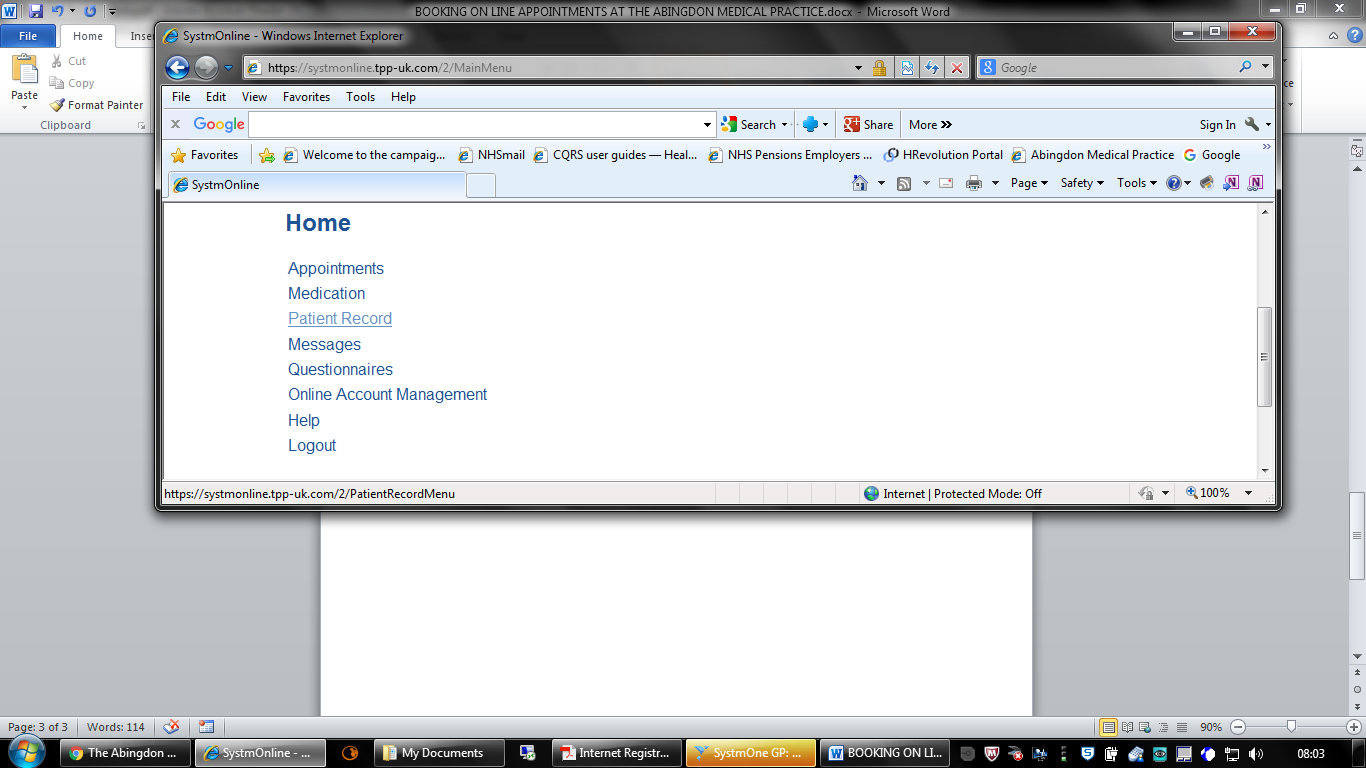 BOOKING ON LINE APPOINTMENTS AT THE ABINGDON MEDICAL PRACTICE.docx - Microsoft Word
File Home Inser
Paste
Cut
Copy
Format Painter
Clipboard
SystmOnline - Windows Internet Explorer
https://systmonline.tpp-uk.com/2/MainMenu Google
File Edit View Favorites Tools Help
Google Search Share More Sign In
Favorites Welcome to the campaig... NHSmail CQRS user guides — Heal... NHS Pensions Employers ... HRevolution Portal Abingdon Medical Practice Google
SystmOnline Page Safety Tools
Home
Appointments
Medication
Patient Record
Messages
Questionnaires
Online Account Management
Help
Logout
https://systmonline.tpp-uk.com/2/PatientRecordMenu Internet | Protected Mode: Off 100%
Page: 3 of 3 Words: 114 90%
The Abingdon ... SystmOnline - ... My Documents Internet Registr... SystmOne GP: ... BOOKING ON LI... 08:03